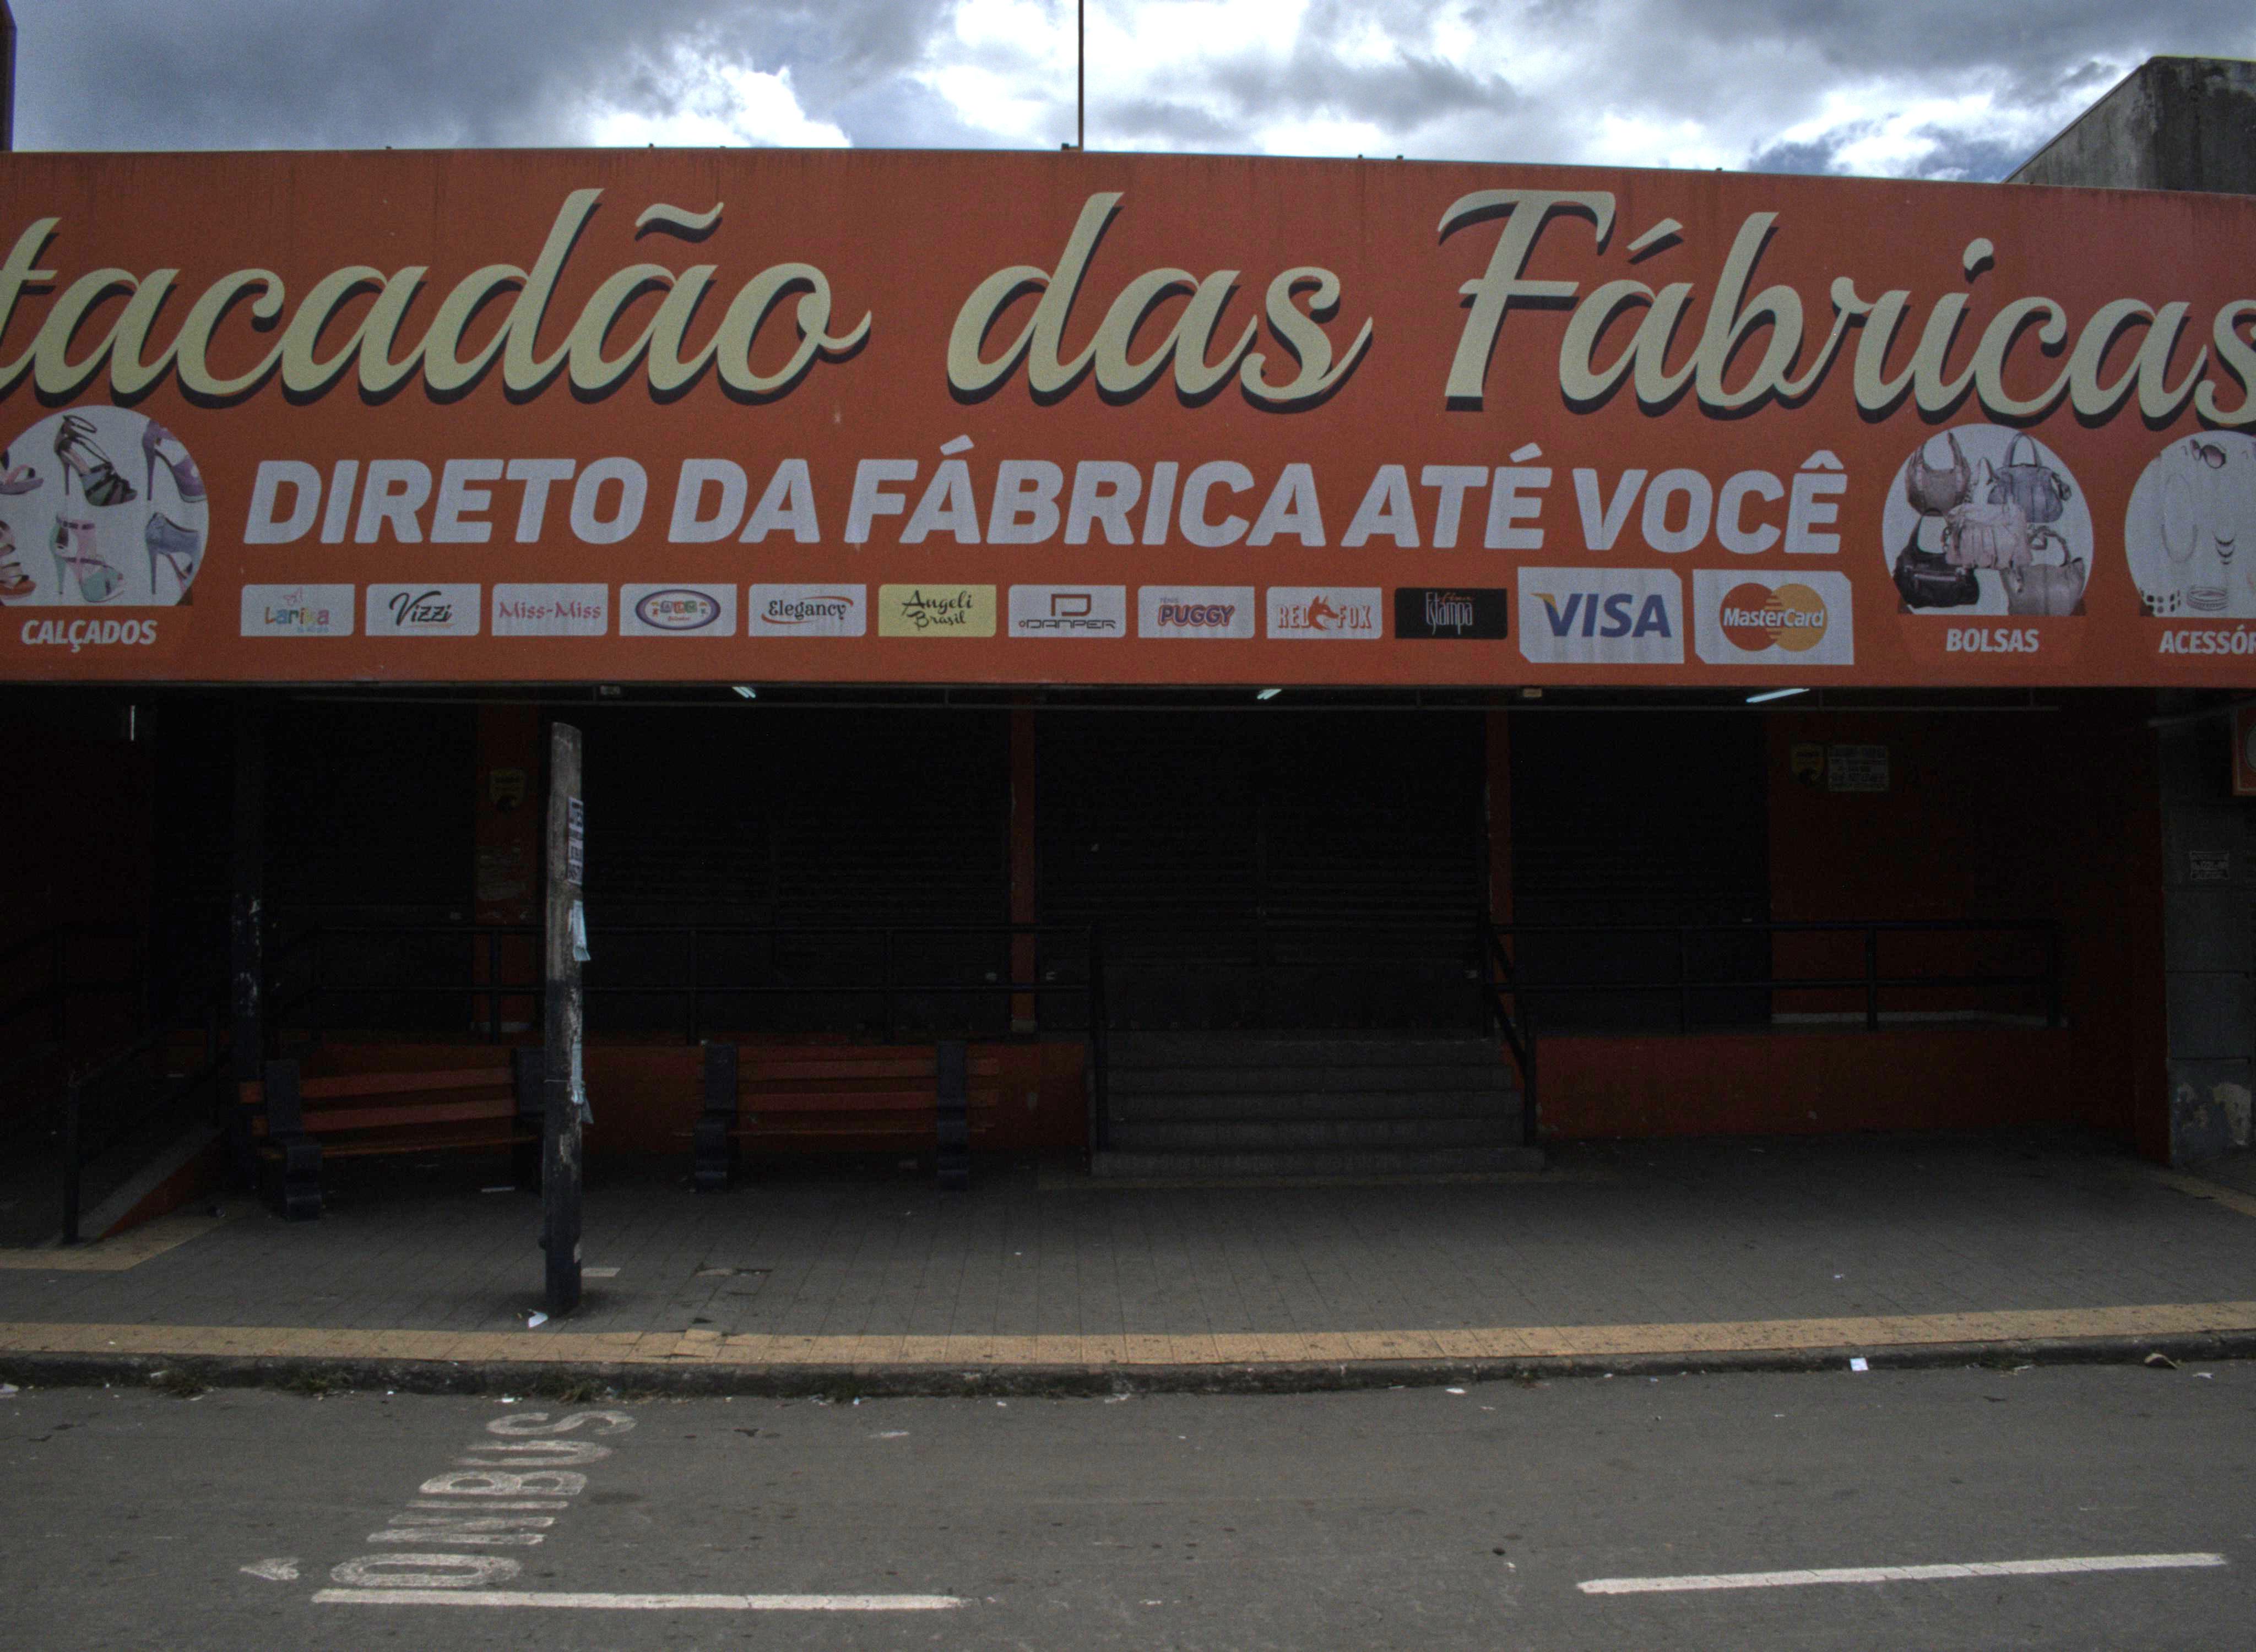 tacadão das Fábricas
DIRETO DA FÁBRICA ATÉ VOCÊ
CALÇADOS
Larissa
Vizzi
Miss-Miss
Elegancy
Angeli
Brasil
DANPER
PUGGY
RED FOX
Estampa
VISA
MasterCard
BOLSAS
ACESSÓR
ÔNIBUS